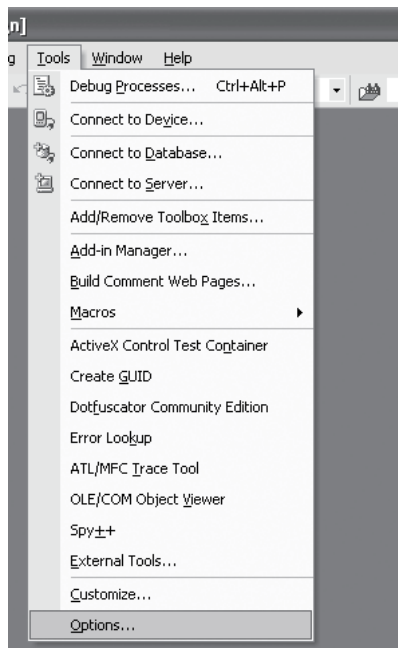 n]
g Tools Window Help
Debug Processes... Ctrl+Alt+P
Connect to Device...
Connect to Database...
Connect to Server...
Add/Remove Toolbox Items...
Add-in Manager...
Build Comment Web Pages...
Macros
ActiveX Control Test Container
Create GUID
Dotfuscator Community Edition
Error Lookup
ATL/MFC Trace Tool
OLE/COM Object Viewer
Spy++
External Tools...
Customize...
Options...